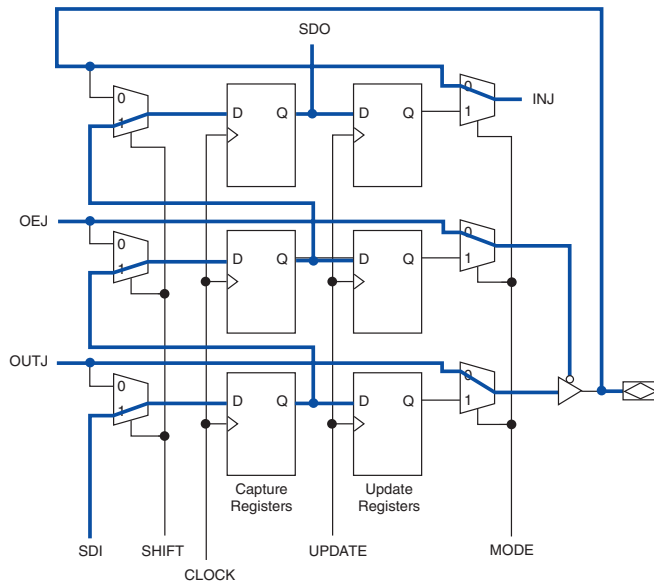 SDO
0
1
D Q
D Q
0
1
INJ
OEJ
0
1
D Q
D Q
0
1
OUTJ
0
1
D Q
D Q
0
1
Capture
Registers
Update
Registers
SDI
SHIFT
CLOCK
UPDATE
MODE